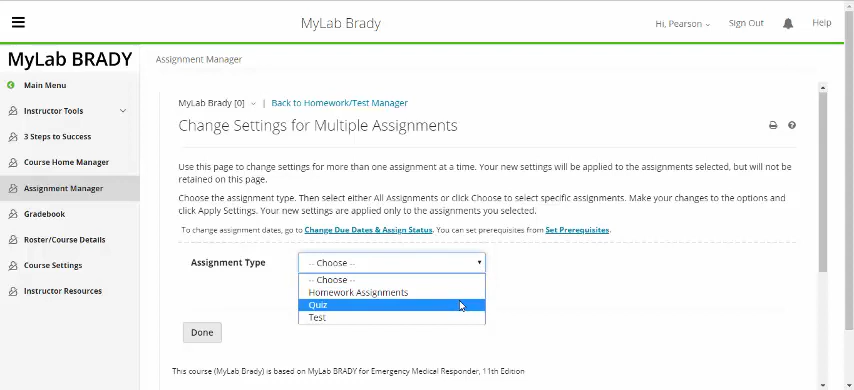 MyLab Brady
Hi, Pearson
Sign Out
Help
MyLab BRADY
Assignment Manager
Main Menu
Instructor Tools
3 Steps to Success
Course Home Manager
Assignment Manager
Gradebook
Roster/Course Details
Course Settings
Instructor Resources
MyLab Brady [0] | Back to Homework/Test Manager
Change Settings for Multiple Assignments
Use this page to change settings for more than one assignment at a time. Your new settings will be applied to the assignments selected, but will not be
retained on this page.
Choose the assignment type. Then select either All Assignments or click Choose to select specific assignments. Make your changes to the options and
click Apply Settings. Your new settings are applied only to the assignments you selected.
To change assignment dates, go to Change Due Dates & Assign Status. You can set prerequisites from Set Prerequisites.
Assignment Type
-- Choose --
-- Choose --
Homework Assignments
Quiz
Test
Done
This course (MyLab Brady) is based on MyLab BRADY for Emergency Medical Responder, 11th Edition